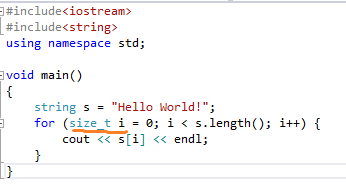 #include<iostream>
#include<string>
using namespace std;
void main()
{
string s = "Hello World!";
for (size_t i = 0; i < s.length(); i++) {
cout << s[i] << endl;
}
}